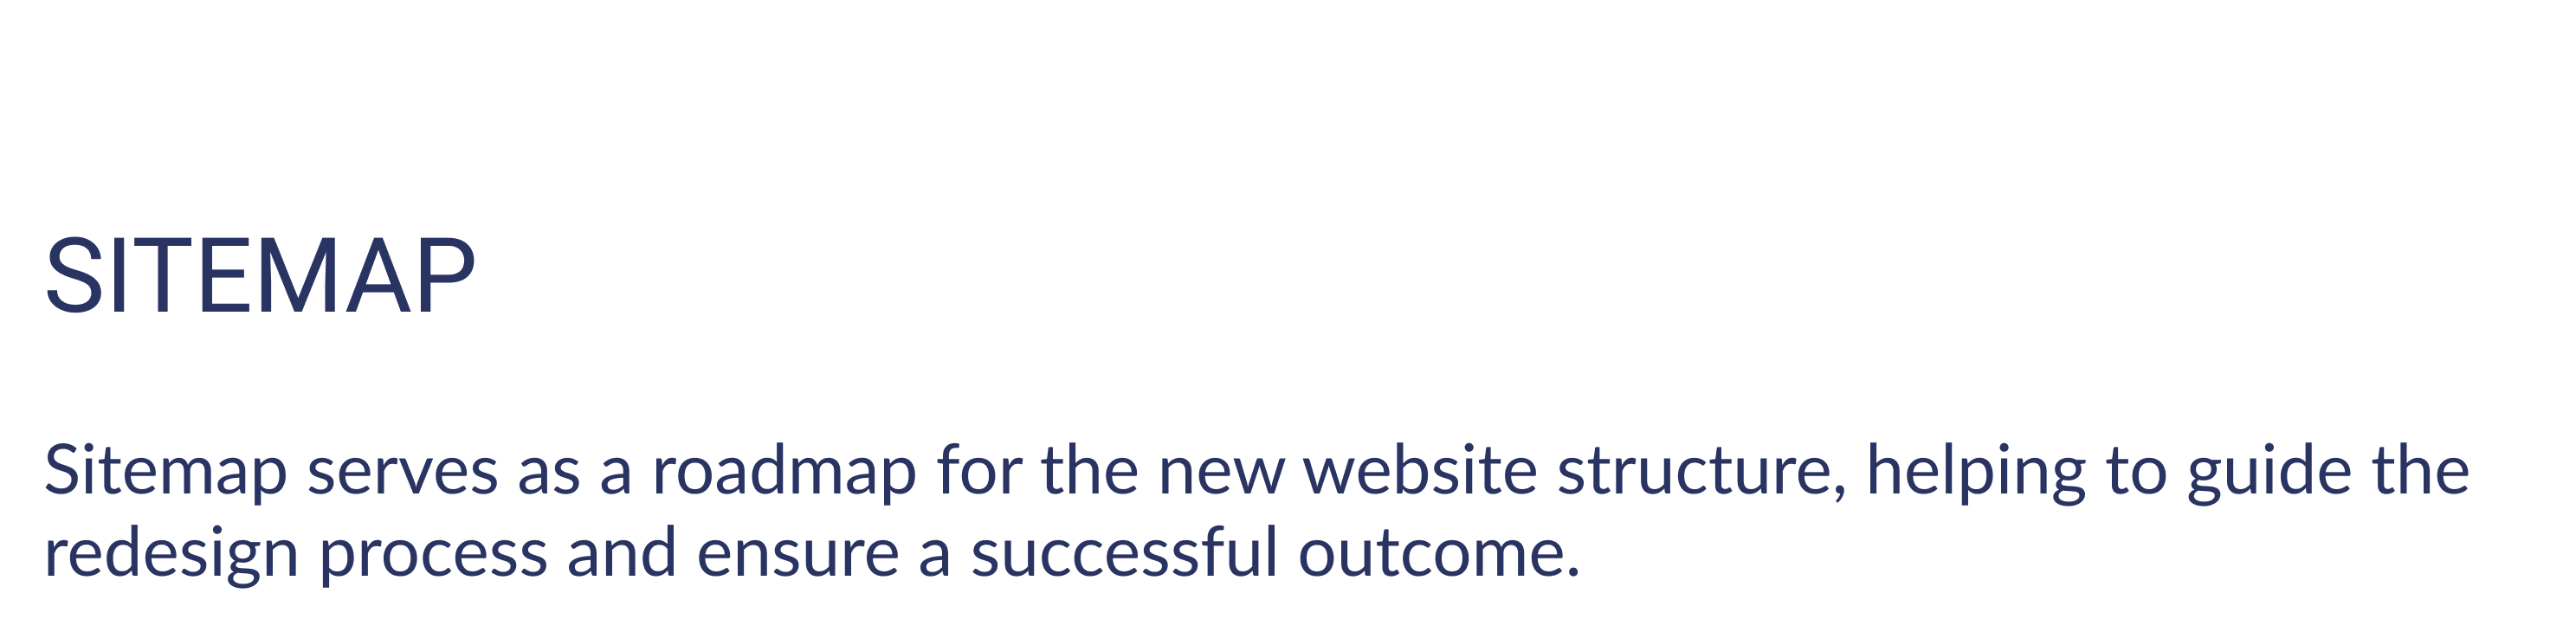 SITEMAP
Sitemap serves as a roadmap for the new website structure, helping to guide the
redesign process and ensure a successful outcome.